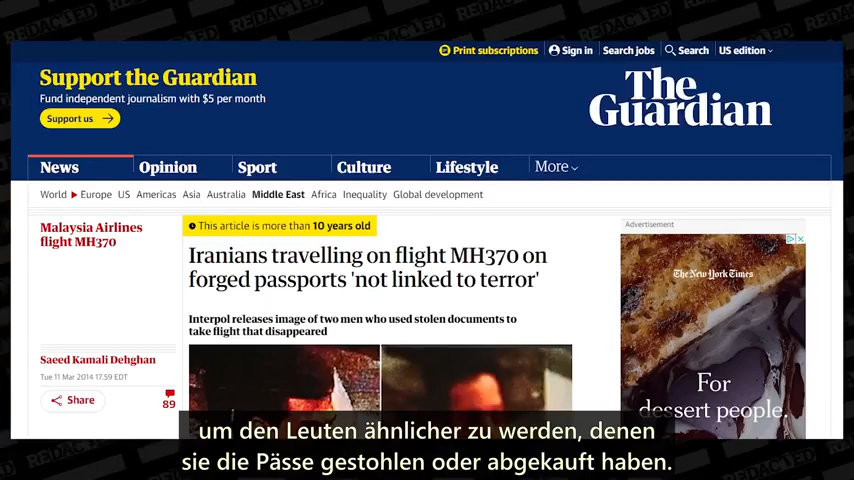 REDACTED
Print subscriptions
Sign in
Search jobs
Search
US edition
Support the Guardian
Fund independent journalism with $5 per month
Support us
The
Guardian
News
Opinion
Sport
Culture
Lifestyle
More
World
Europe
US
Americas
Asia
Australia
Middle East
Africa
Inequality
Global development
Malaysia Airlines
flight MH370
This article is more than 10 years old
Advertisement
Iranians travelling on flight MH370 on
forged passports 'not linked to terror'
The New York Times
Interpol releases image of two men who used stolen documents to
take flight that disappeared
Saeed Kamali Dehghan
Tue 11 Mar 2014 17.59 EDT
Share
89
For
dessert people.
um den Leuten ähnlicher zu werden, denen
sie die Pässe gestohlen oder abgekauft haben.